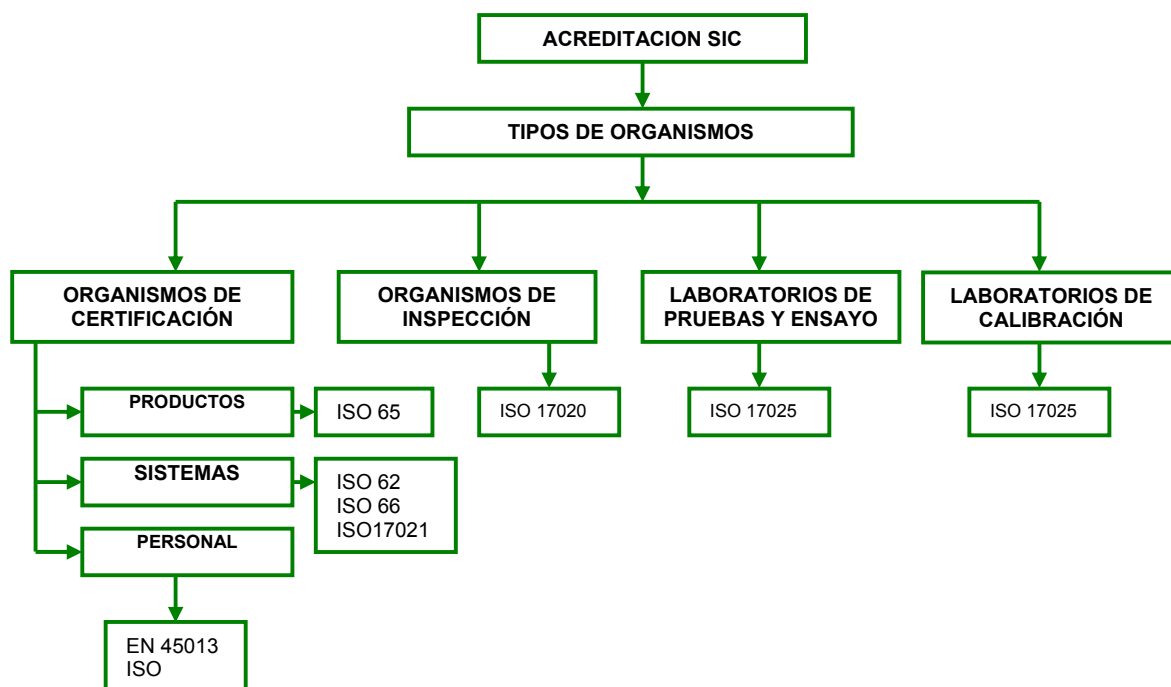 ACREDITACION SIC
TIPOS DE ORGANISMOS
ORGANISMOS DE
CERTIFICACIÓN
ORGANISMOS DE
INSPECCIÓN
LABORATORIOS DE
PRUEBAS Y ENSAYO
LABORATORIOS DE
CALIBRACIÓN
PRODUCTOS
ISO 65
ISO 17020
ISO 17025
ISO 17025
SISTEMAS
ISO 62
ISO 66
ISO17021
PERSONAL
EN 45013
ISO